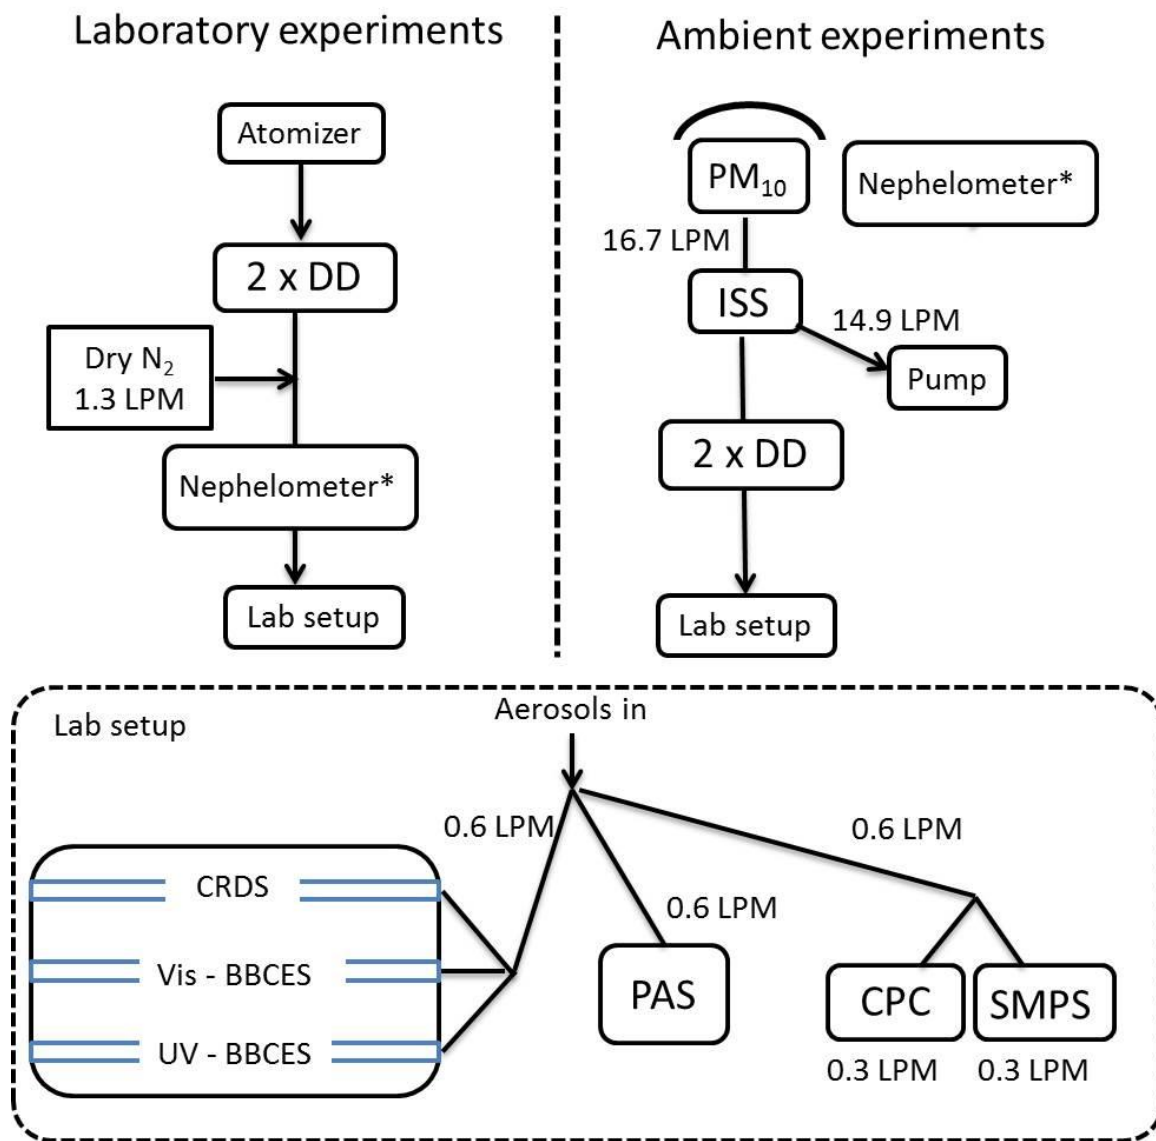 Laboratory experiments
Atomizer
2 x DD
Dry N₂
1.3 LPM
Nephelometer*
Lab setup
Ambient experiments
PM₁₀
Nephelometer*
16.7 LPM
ISS
14.9 LPM
Pump
2 x DD
Lab setup
Lab setup
Aerosols in
0.6 LPM
0.6 LPM
0.6 LPM
CRDS
Vis - BBCES
UV - BBCES
PAS
CPC
SMPS
0.3 LPM
0.3 LPM